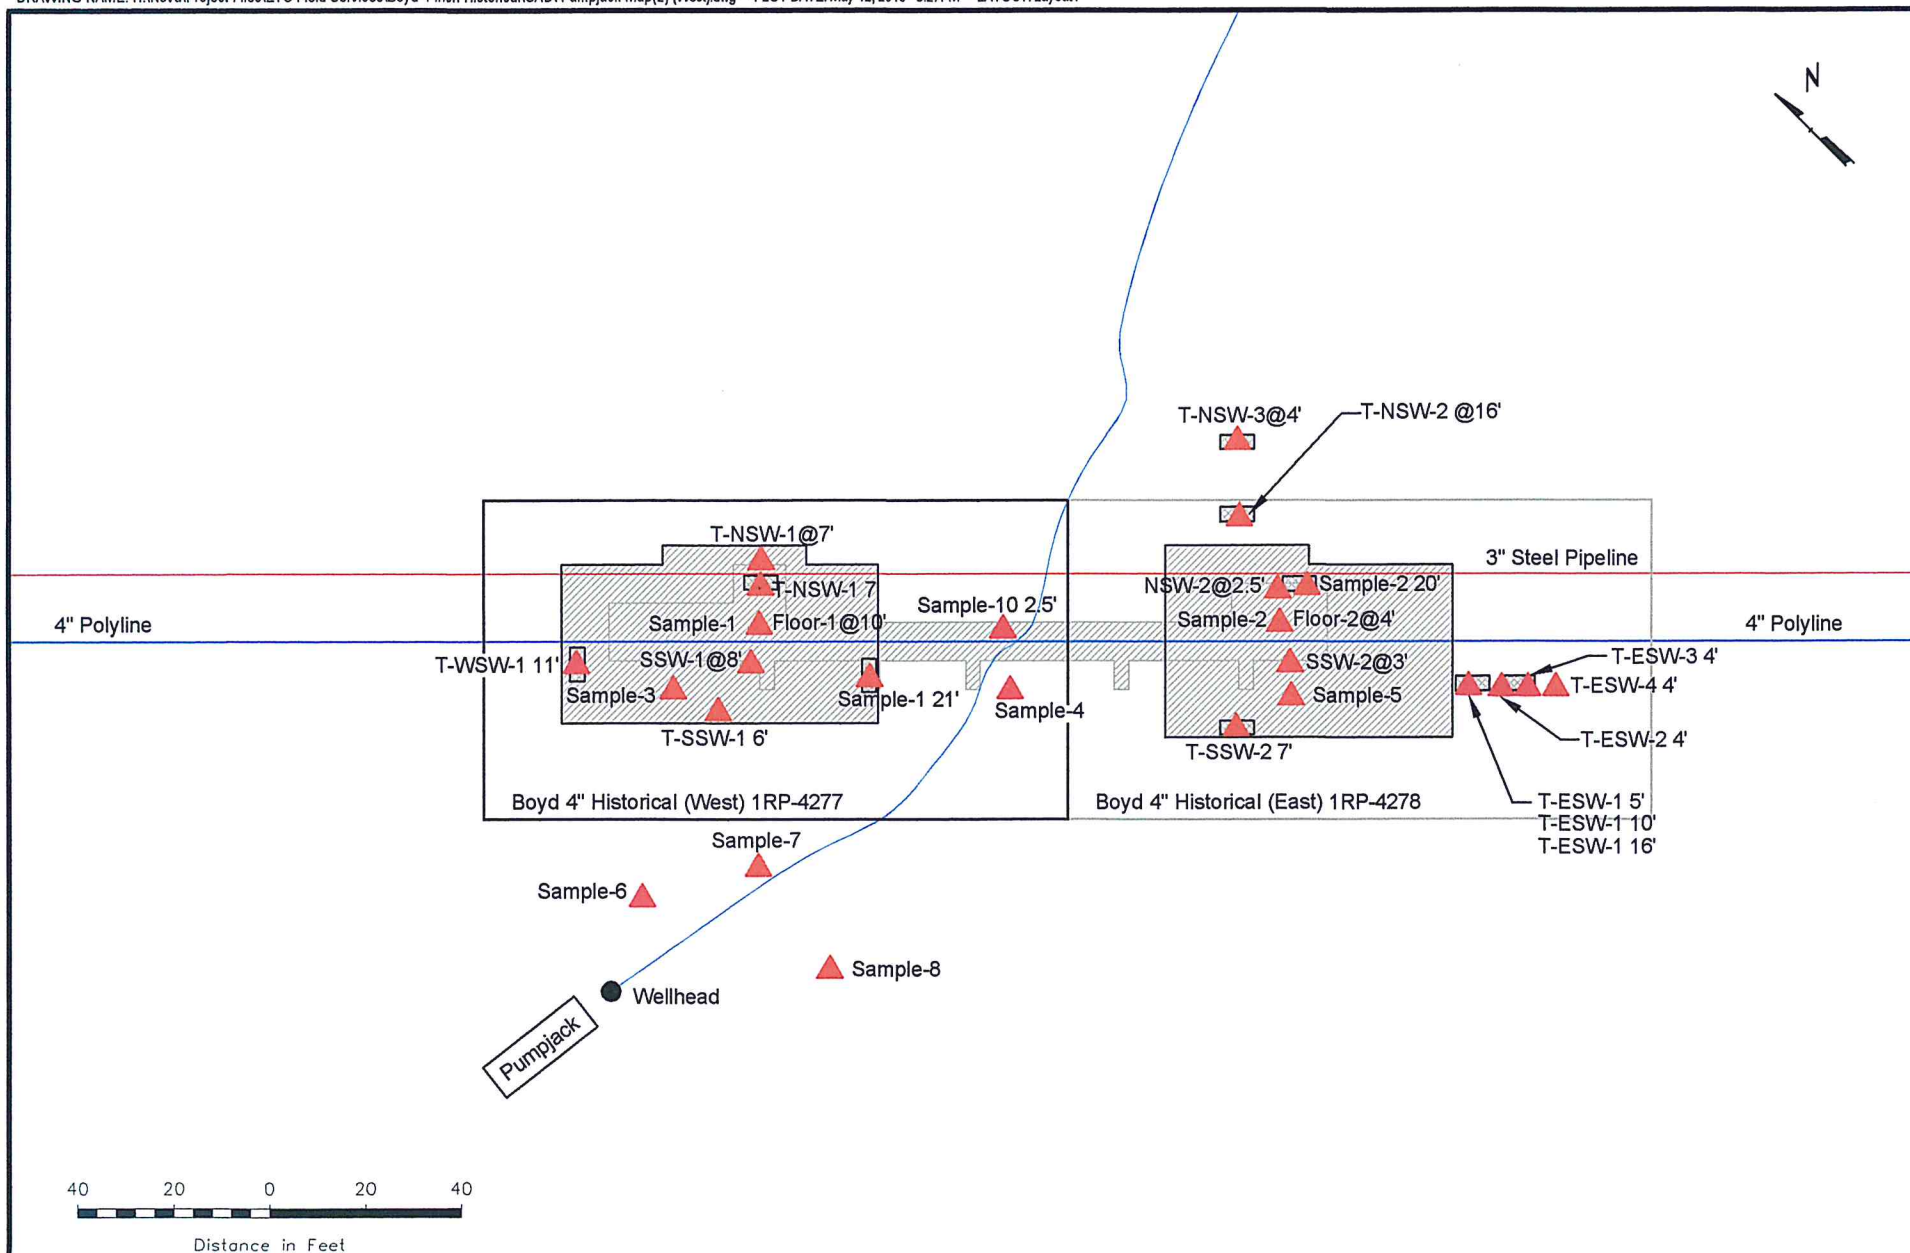 N
T-NSW-3@4'
T-NSW-2 @16'
T-NSW-1@7'
3" Steel Pipeline
T-NSW-1 7
NSW-2@2.5'
Sample-2 20'
Sample-10 2.5'
4" Polyline
Sample-1
Floor-1@10'
Sample-2
Floor-2@4'
4" Polyline
T-WSW-1 11'
SSW-1@8'
SSW-2@3'
T-ESW-3 4'
Sample-3
Sample-1 21'
Sample-4
Sample-5
T-ESW-4 4'
T-SSW-1 6'
T-SSW-2 7'
T-ESW-2 4'
Boyd 4" Historical (West) 1RP-4277
Boyd 4" Historical (East) 1RP-4278
T-ESW-1 5'
T-ESW-1 10'
T-ESW-1 16'
Sample-7
Sample-6
Sample-8
Wellhead
Pumpjack
40 20 0 20 40
Distance in Feet